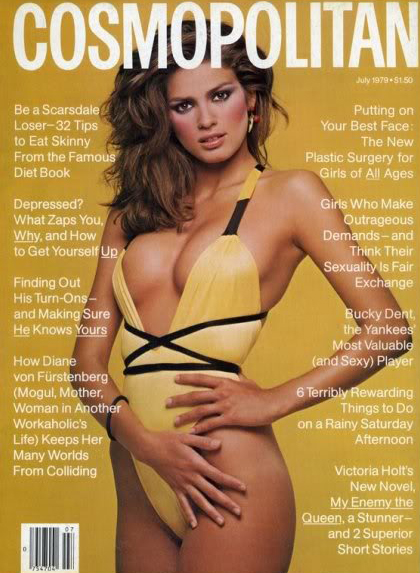 COSMOPOLITAN
July 1979 • $1.50
Be a Scarsdale
Loser—32 Tips
to Eat Skinny
From the Famous
Diet Book
Depressed?
What Zaps You,
Why, and How
to Get Yourself Up
Finding Out
His Turn-Ons—
and Making Sure
He Knows Yours
How Diane
von Fürstenberg
(Mogul, Mother,
Woman in Another
Workaholic's
Life) Keeps Her
Many Worlds
From Colliding
Putting on
Your Best Face:
The New
Plastic Surgery for
Girls of All Ages
Girls Who Make
Outrageous
Demands—and
Think Their
Sexuality Is Fair
Exchange
Bucky Dent,
the Yankees'
Most Valuable
(and Sexy) Player
6 Terribly Rewarding
Things to Do
on a Rainy Saturday
Afternoon
Victoria Holt's
New Novel,
My Enemy the
Queen, a Stunner—
and 2 Superior
Short Stories
07
0
754704